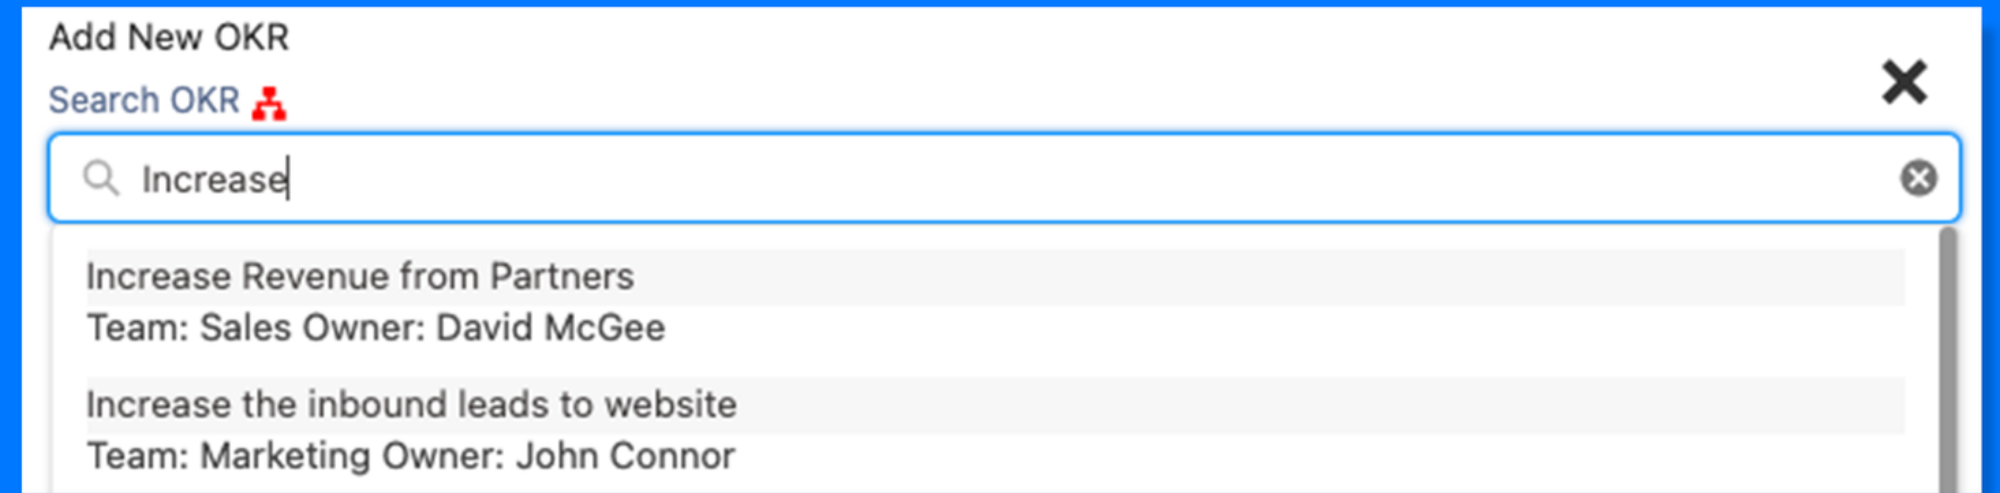 Add New OKR
Search OKR
Increase
Increase Revenue from Partners
Team: Sales Owner: David McGee
Increase the inbound leads to website
Team: Marketing Owner: John Connor